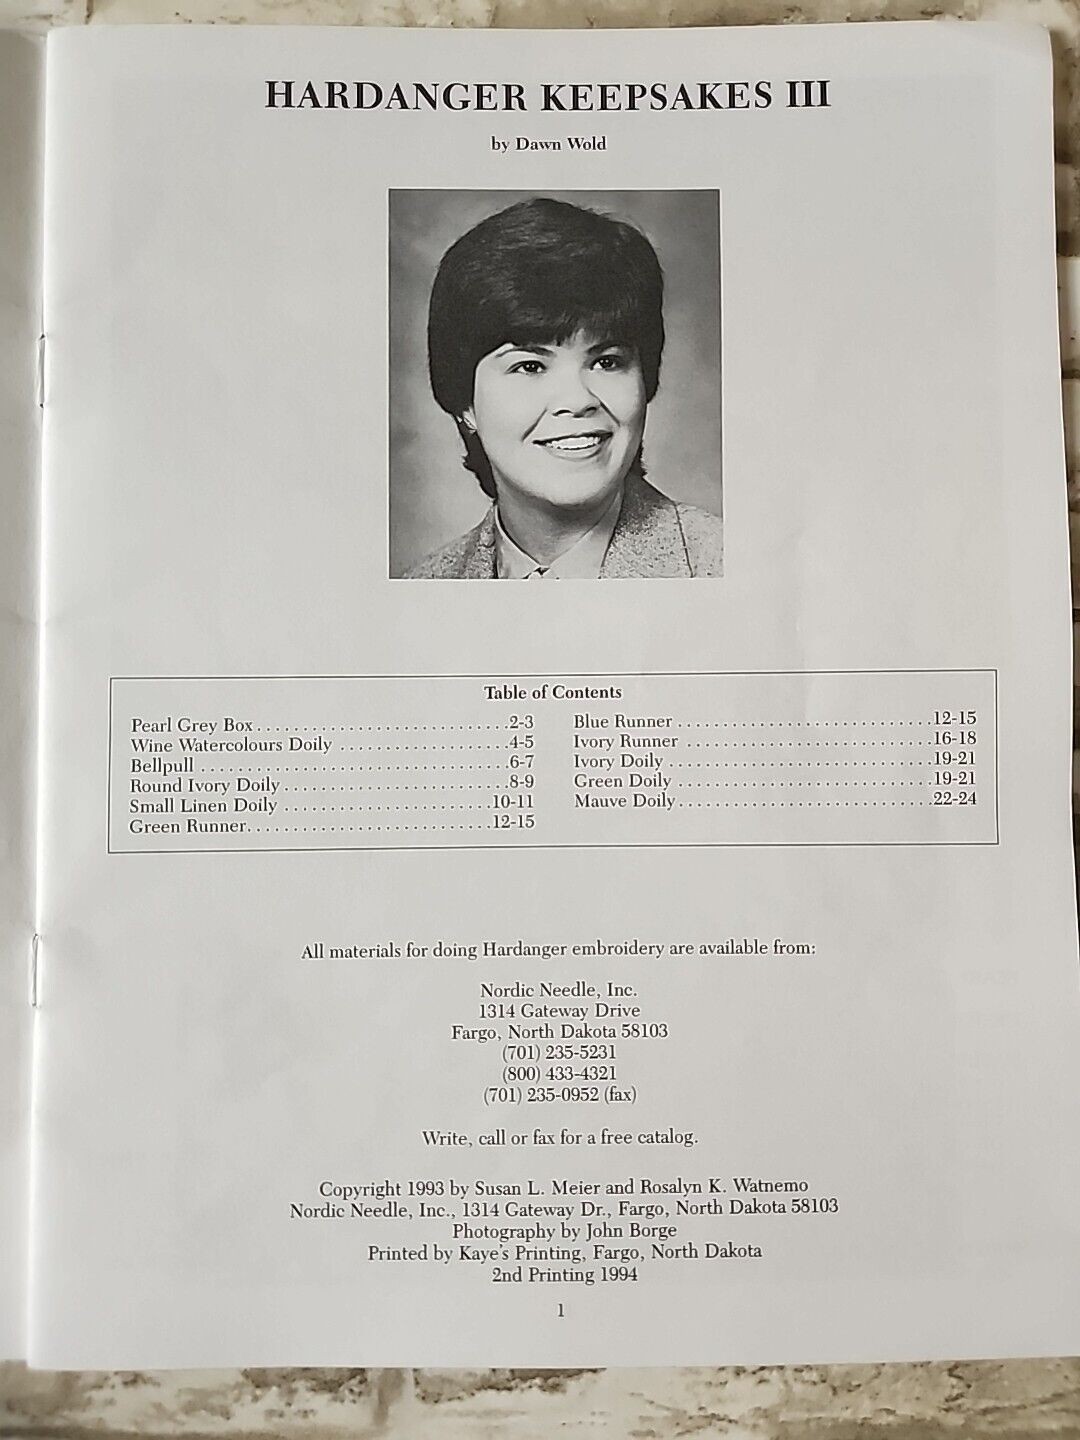 HARDANGER KEEPSAKES III
by Dawn Wold
Table of Contents
Pearl Grey Box............................2-3
Wine Watercolours Doily ...................4-5
Bellpull ..................................6-7
Round Ivory Doily.........................8-9
Small Linen Doily .......................10-11
Green Runner...........................12-15
Blue Runner ............................12-15
Ivory Runner ...........................16-18
Ivory Doily .............................19-21
Green Doily ............................19-21
Mauve Doily............................22-24
All materials for doing Hardanger embroidery are available from:
Nordic Needle, Inc.
1314 Gateway Drive
Fargo, North Dakota 58103
(701) 235-5231
(800) 433-4321
(701) 235-0952 (fax)
Write, call or fax for a free catalog.
Copyright 1993 by Susan L. Meier and Rosalyn K. Watnemo
Nordic Needle, Inc., 1314 Gateway Dr., Fargo, North Dakota 58103
Photography by John Borge
Printed by Kaye's Printing, Fargo, North Dakota
2nd Printing 1994
1